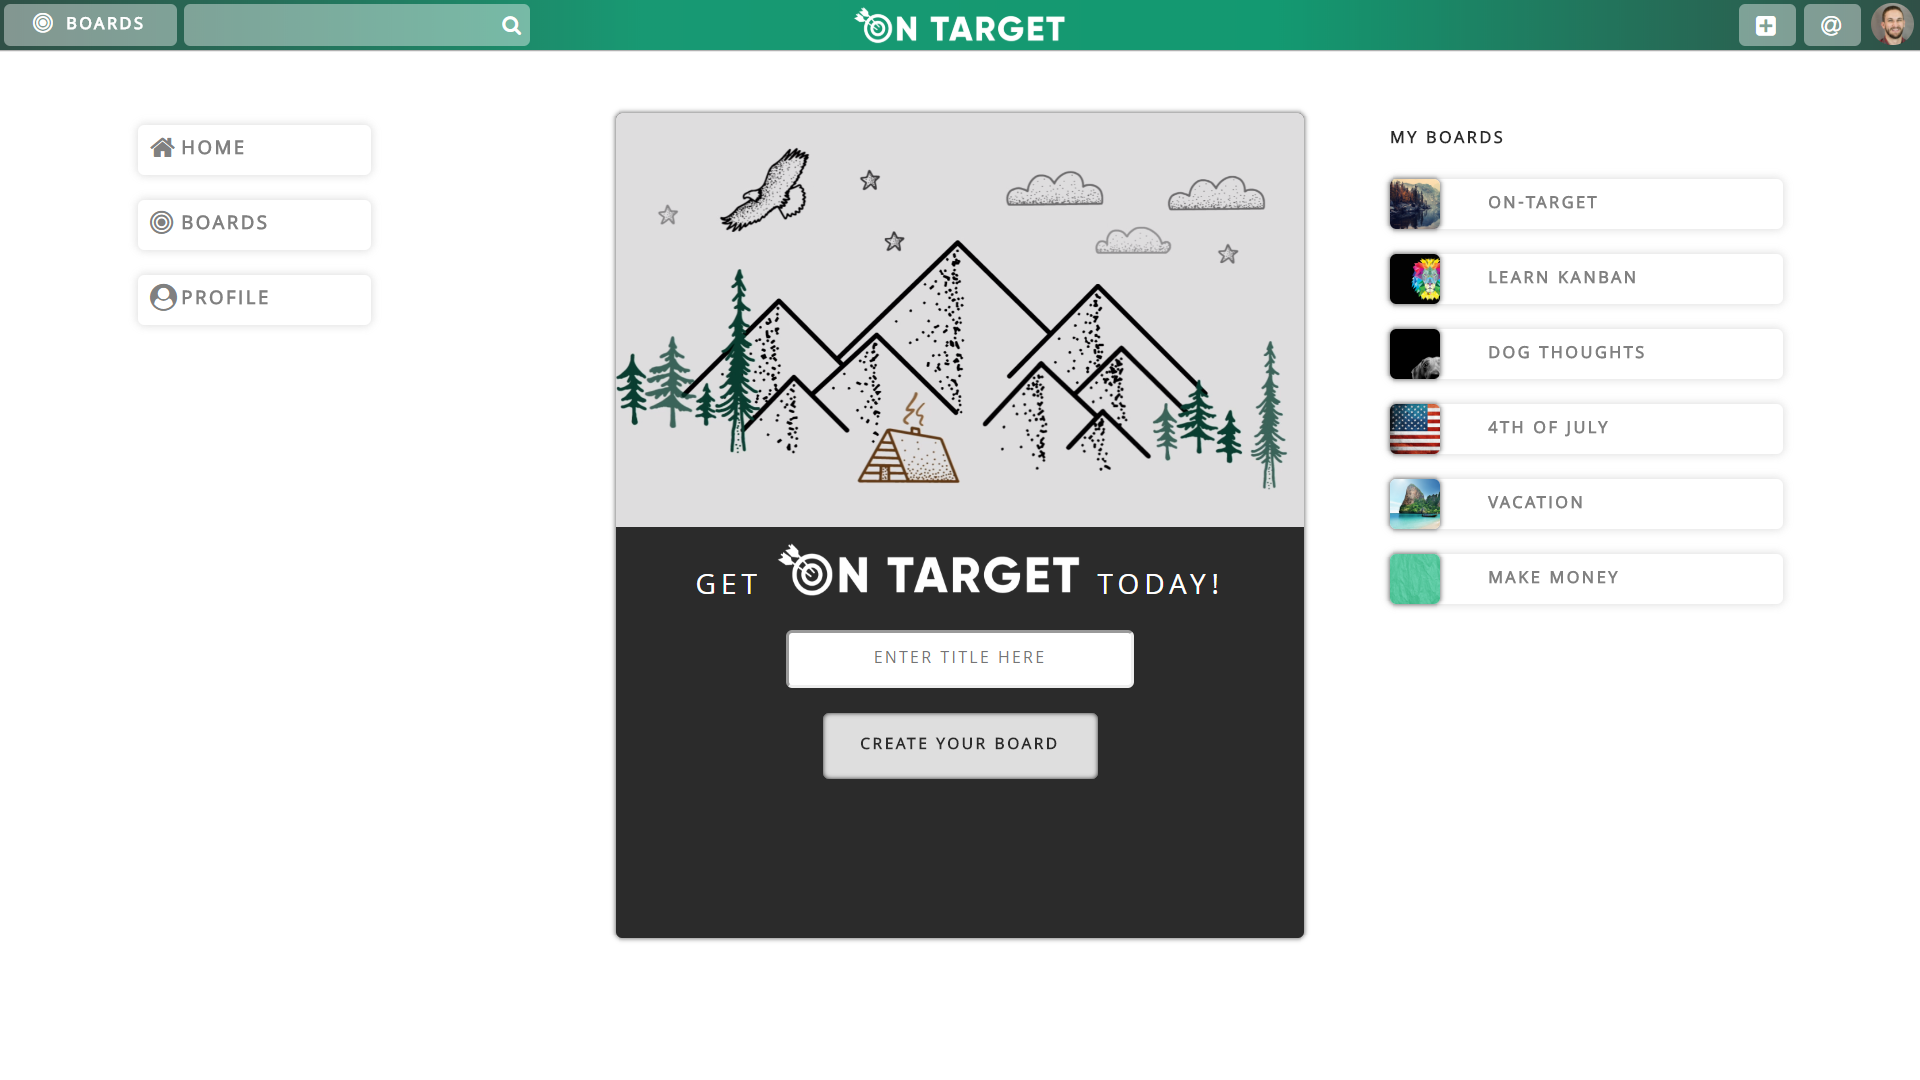 BOARDS
ON TARGET
@
HOME
BOARDS
PROFILE
GET ON TARGET TODAY!
ENTER TITLE HERE
CREATE YOUR BOARD
MY BOARDS
ON-TARGET
LEARN KANBAN
DOG THOUGHTS
4TH OF JULY
VACATION
MAKE MONEY